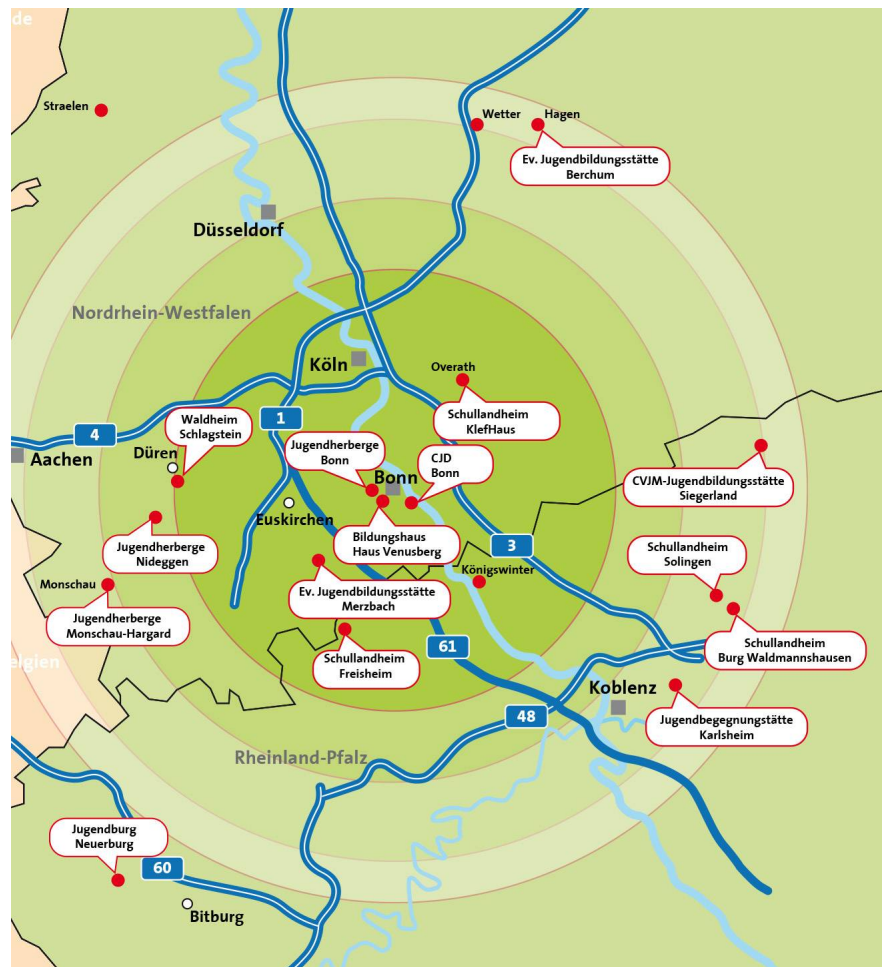 de
Straelen
Wetter
Hagen
Ev. Jugendbildungsstätte
Berchum
Düsseldorf
Nordrhein-Westfalen
Köln
Overath
Schullandheim
KlefHaus
1
4
Waldheim
Schlagstein
Düren
Aachen
Jugendherberge
Bonn
CJD
Bonn
Bonn
CVJM-Jugendbildungsstätte
Siegerland
Euskirchen
Bildungshaus
Haus Venusberg
3
Jugendherberge
Nideggen
Schullandheim
Solingen
Königswinter
Monschau
Ev. Jugendbildungsstätte
Merzbach
Jugendherberge
Monschau-Hargard
Schullandheim
Burg Waldmannshausen
61
elgien
Schullandheim
Freisheim
Koblenz
48
Jugendbegegnungstätte
Karlsheim
Rheinland-Pfalz
Jugendburg
Neuerburg
60
Bitburg